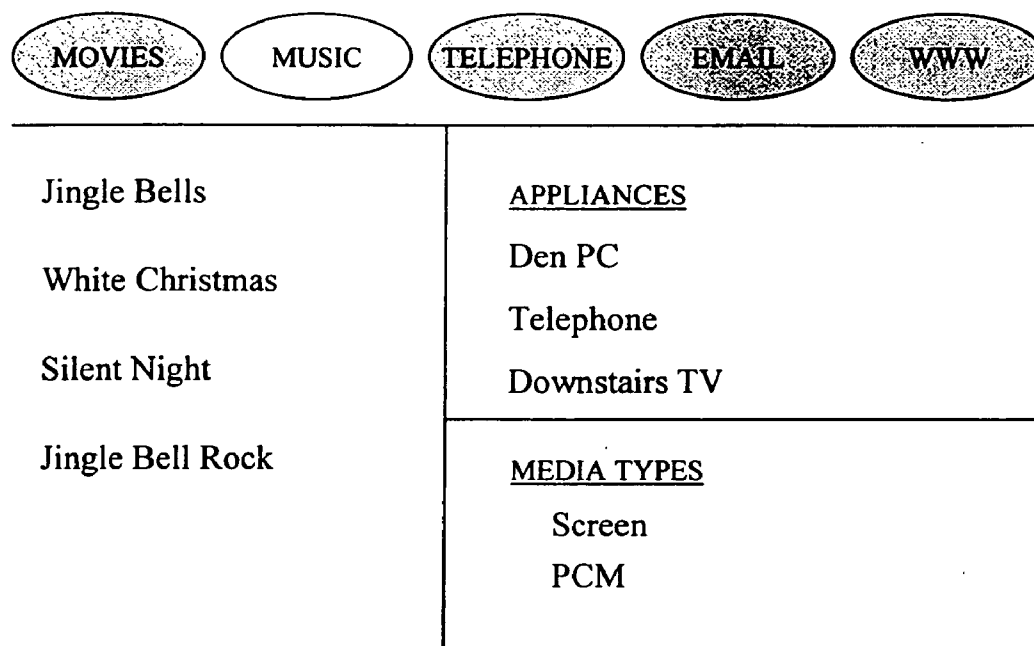 MOVIES MUSIC TELEPHONE EMAIL WWW
Jingle Bells
White Christmas
Silent Night
Jingle Bell Rock
APPLIANCES
Den PC
Telephone
Downstairs TV
MEDIA TYPES
Screen
PCM